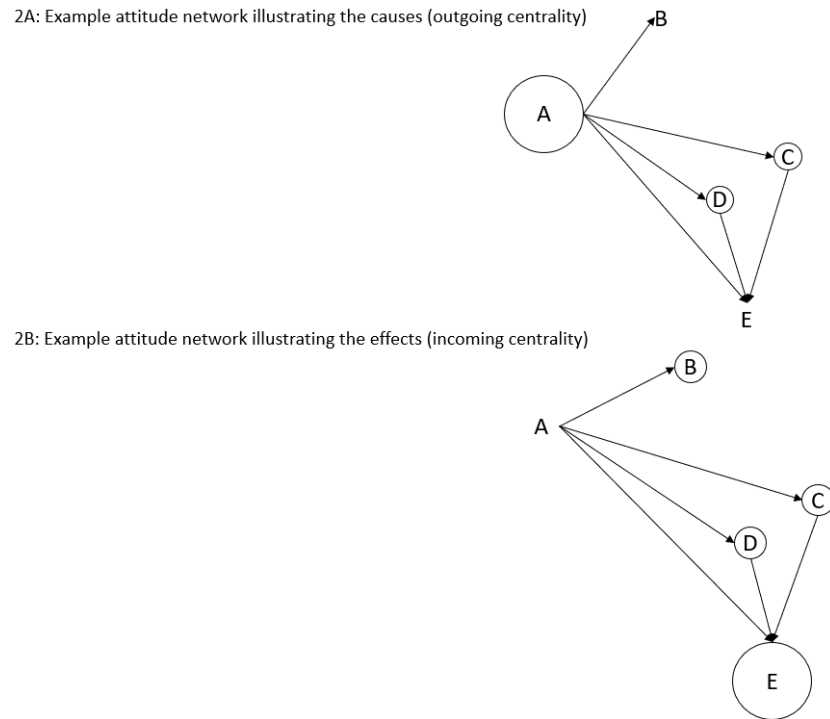 2A: Example attitude network illustrating the causes (outgoing centrality)
B
A
C
D
E
2B: Example attitude network illustrating the effects (incoming centrality)
B
A
C
D
E